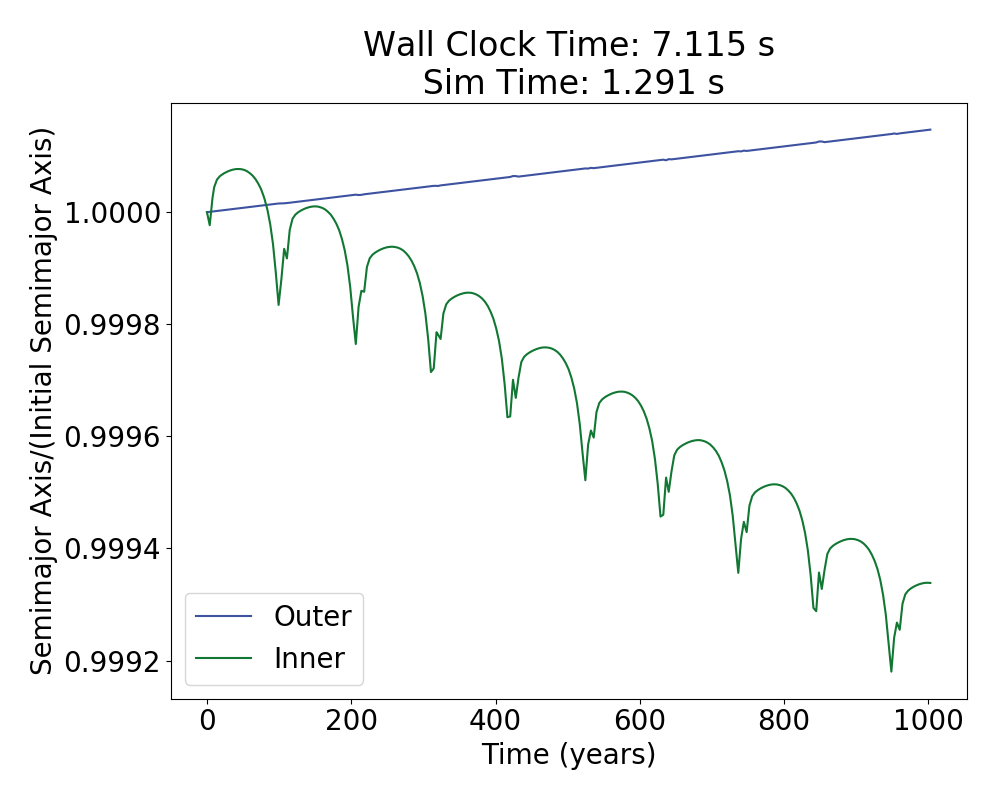 Wall Clock Time: 7.115 s
Sim Time: 1.291 s
Semimajor Axis/(Initial Semimajor Axis)
1.0000
0.9998
0.9996
0.9994
0.9992
Outer
Inner
0 200 400 600 800 1000
Time (years)